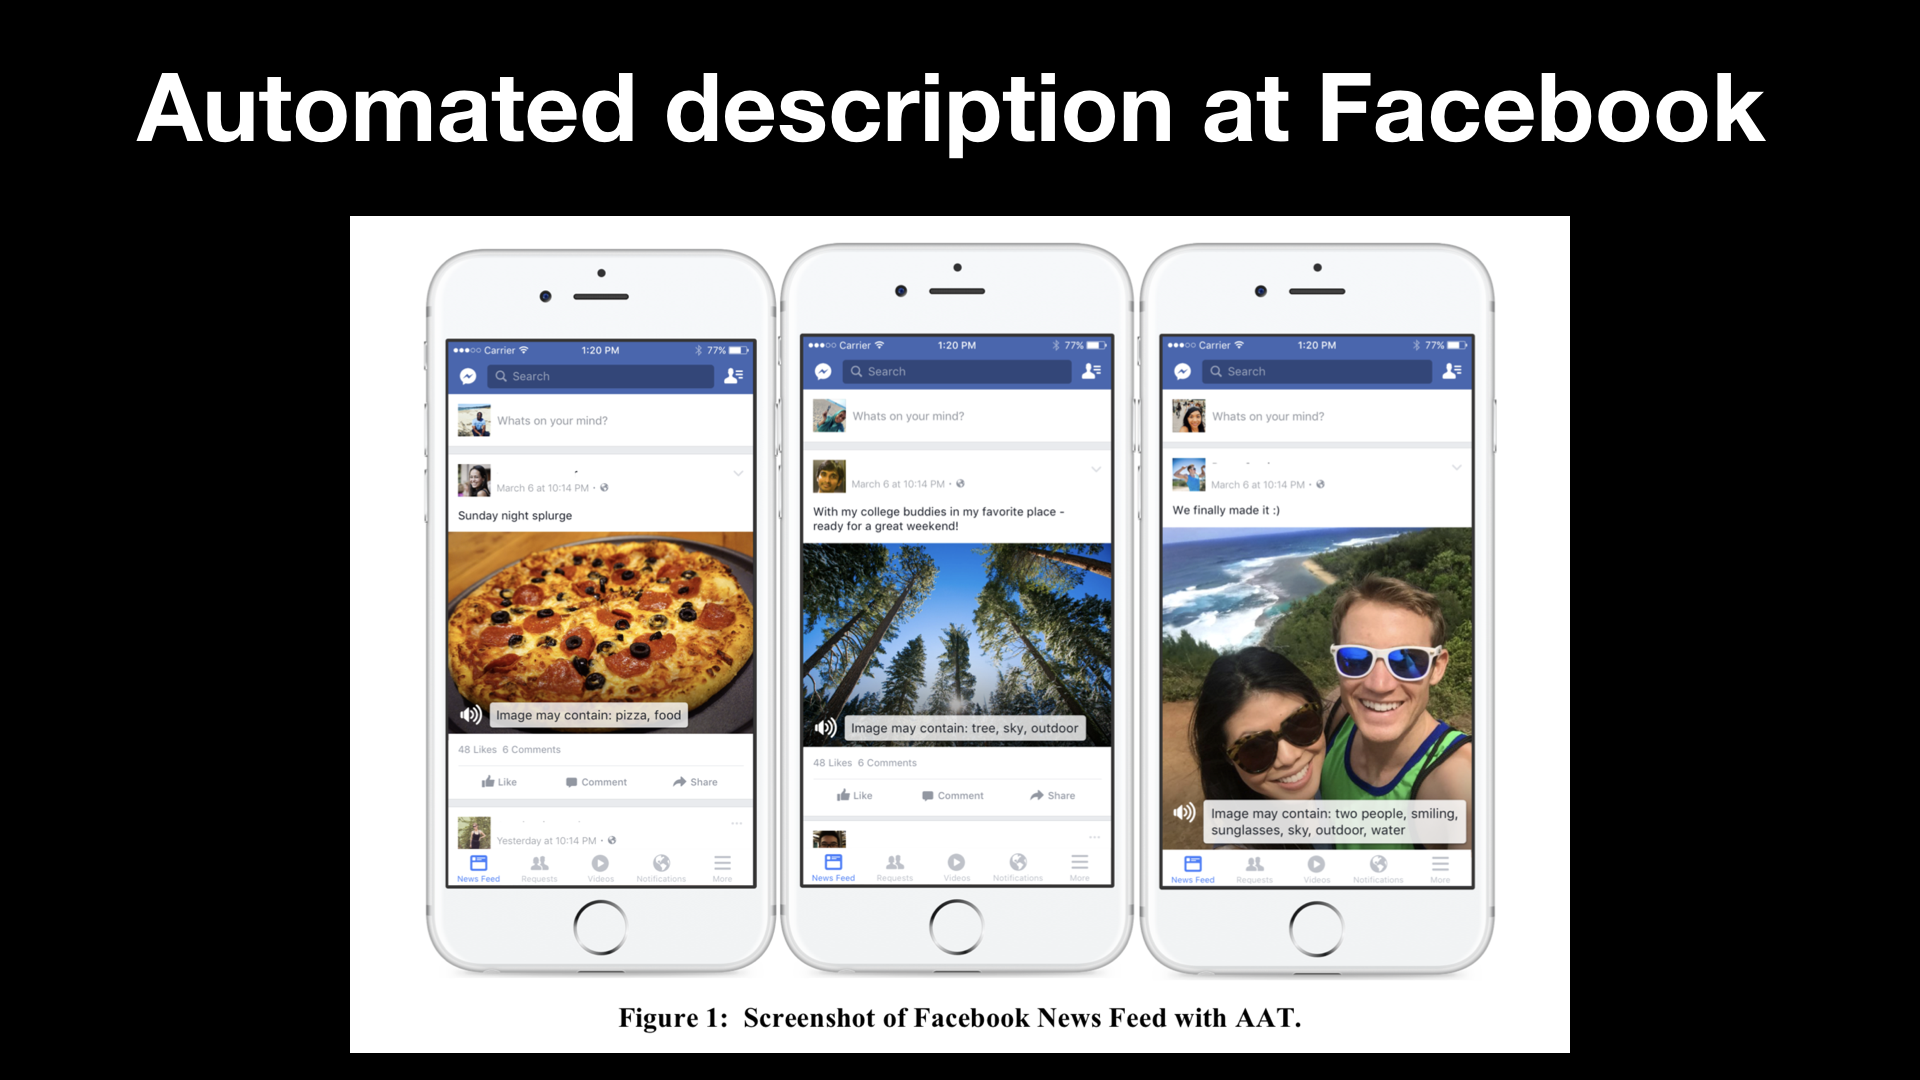 Automated description at Facebook
Carrier 1:20 PM 77%
Search
Whats on your mind?
March 6 at 10:14 PM •
Sunday night splurge
Image may contain: pizza, food
48 Likes 6 Comments
Like Comment Share
Yesterday at 10:14 PM •
News Feed Requests Videos Notifications More
Carrier 1:20 PM 77%
Search
Whats on your mind?
March 6 at 10:14 PM •
With my college buddies in my favorite place -
ready for a great weekend!
Image may contain: tree, sky, outdoor
48 Likes 6 Comments
Like Comment Share
News Feed Requests Videos Notifications More
Carrier 1:20 PM 77%
Search
Whats on your mind?
March 6 at 10:14 PM •
We finally made it :)
Image may contain: two people, smiling,
sunglasses, sky, outdoor, water
News Feed Requests Videos Notifications More
Figure 1: Screenshot of Facebook News Feed with AAT.